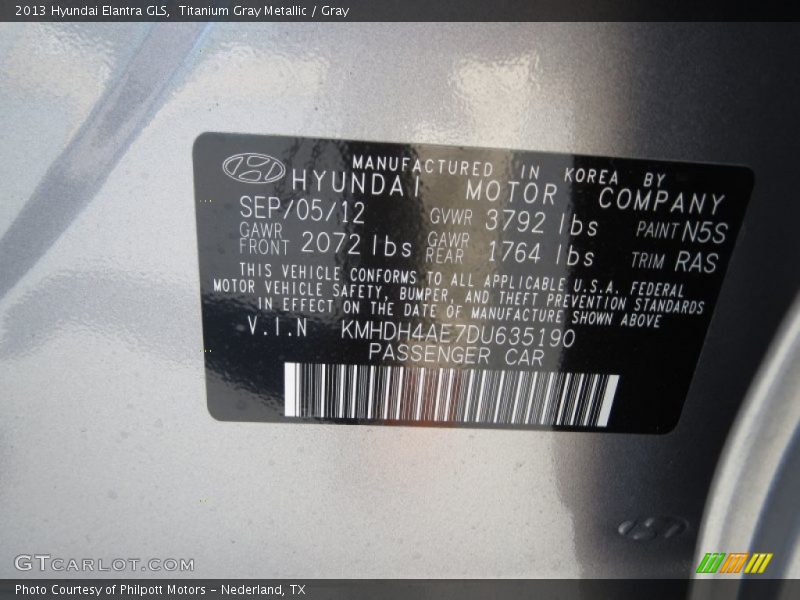 2013 Hyundai Elantra GLS, Titanium Gray Metallic / Gray
MANUFACTURED IN KOREA BY
HYUNDAI MOTOR COMPANY
SEP/05/12 GVWR 3792 lbs PAINT N5S
GAWR FRONT 2072 lbs GAWR REAR 1764 lbs TRIM RAS
THIS VEHICLE CONFORMS TO ALL APPLICABLE U.S.A. FEDERAL
MOTOR VEHICLE SAFETY, BUMPER, AND THEFT PREVENTION STANDARDS
IN EFFECT ON THE DATE OF MANUFACTURE SHOWN ABOVE
V.I.N KMHDH4AE7DU635190
PASSENGER CAR
GTCARLOT.COM
Photo Courtesy of Philpott Motors - Nederland, TX